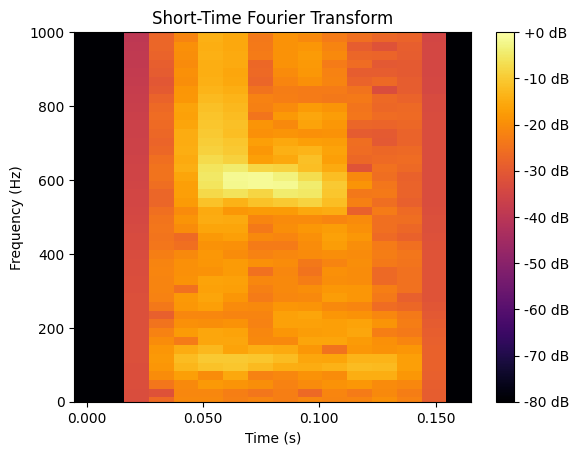 Short-Time Fourier Transform
1000
800
600
400
200
0
Frequency (Hz)
0.000
0.050
0.100
0.150
Time (s)
+0 dB
-10 dB
-20 dB
-30 dB
-40 dB
-50 dB
-60 dB
-70 dB
-80 dB